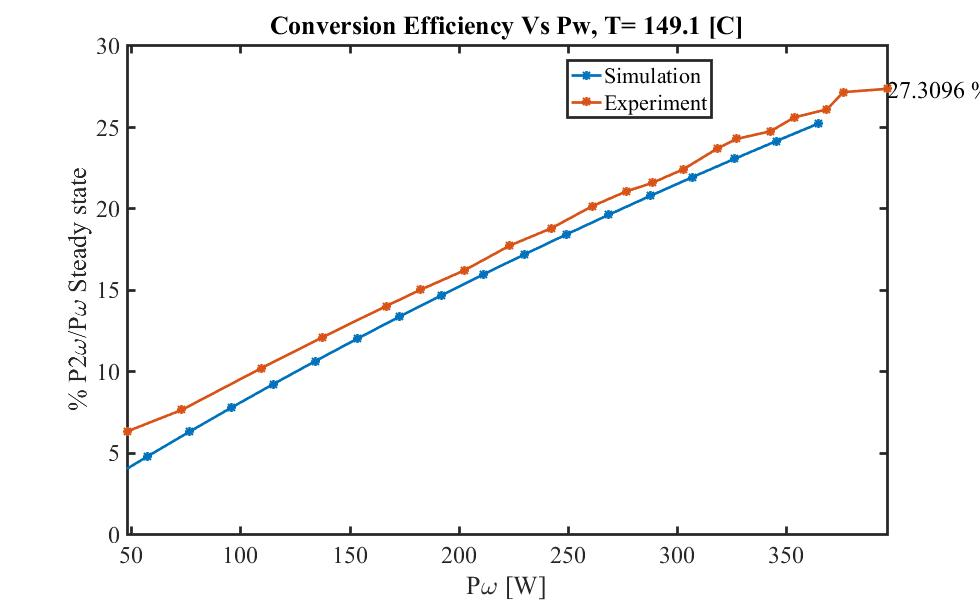 Conversion Efficiency Vs Pw, T= 149.1 [C]
30
25
20
15
10
5
0
% P2ω/Pω Steady state
Simulation
Experiment
27.3096 %
50 100 150 200 250 300 350
Pω [W]